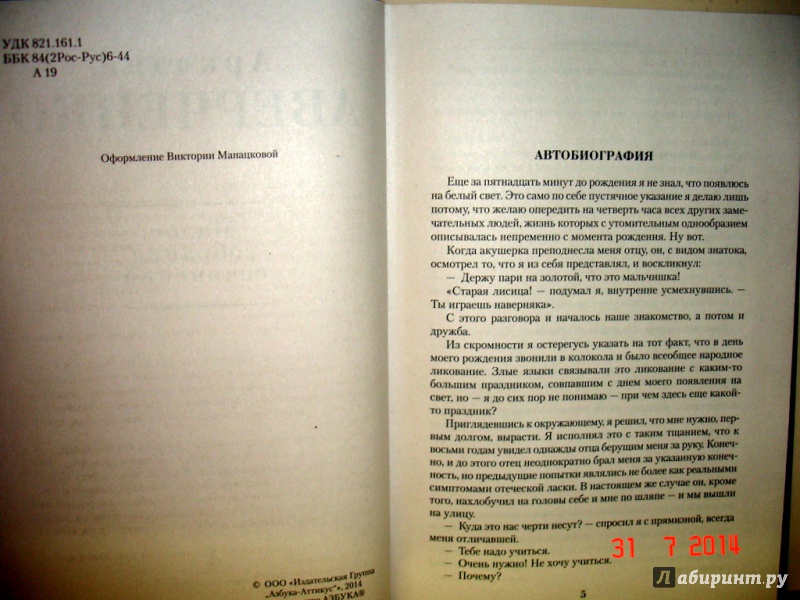 УДК 821.161.1
ББК 84(2Рос-Рус)6-44
А 19
Оформление Виктории Манацковой
© ООО «Издательская Группа
„Азбука-Аттикус“», 2014
АЗБУКА®
АВТОБИОГРАФИЯ
Еще за пятнадцать минут до рождения я не знал, что появлюсь
на белый свет. Это само по себе пустячное указание я делаю лишь
потому, что желаю опередить на четверть часа всех других заме-
чательных людей, жизнь которых с утомительным однообразием
описывалась непременно с момента рождения. Ну вот.
Когда акушерка преподнесла меня отцу, он, с видом знатока,
осмотрел то, что я из себя представлял, и воскликнул:
— Держу пари на золотой, что это мальчишка!
«Старая лисица! — подумал я, внутренне усмехнувшись. —
Ты играешь наверняка».
С этого разговора и началось наше знакомство, а потом и
дружба.
Из скромности я остерегусь указать на тот факт, что в день
моего рождения звонили в колокола и было всеобщее народное
ликование. Злые языки связывали это ликование с каким-то
большим праздником, совпавшим с днем моего появления на
свет, но — я до сих пор не понимаю — при чем здесь еще какой-
то праздник?
Приглядевшись к окружающему, я решил, что мне нужно, пер-
вым долгом, вырасти. Я исполнял это с таким тщанием, что к
восьми годам увидел однажды отца берущим меня за руку. Конеч-
но, и до этого отец неоднократно брал меня за указанную конеч-
ность, но предыдущие попытки являлись не более как реальными
симптомами отеческой ласки. В настоящем же случае он, кроме
того, нахлобучил на головы себе и мне по шляпе — и мы вышли
на улицу.
— Куда это нас черти несут? — спросил я с прямизной, всегда
меня отличавшей.
— Тебе надо учиться.
— Очень нужно! Не хочу учиться.
— Почему?
5
31 7 2014
Лабиринт.ру